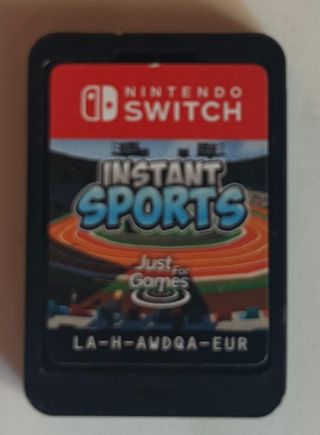 NINTENDO
SWITCH
INSTANT
SPORTS
Just
For
Games
LA-H-AWDQA-EUR